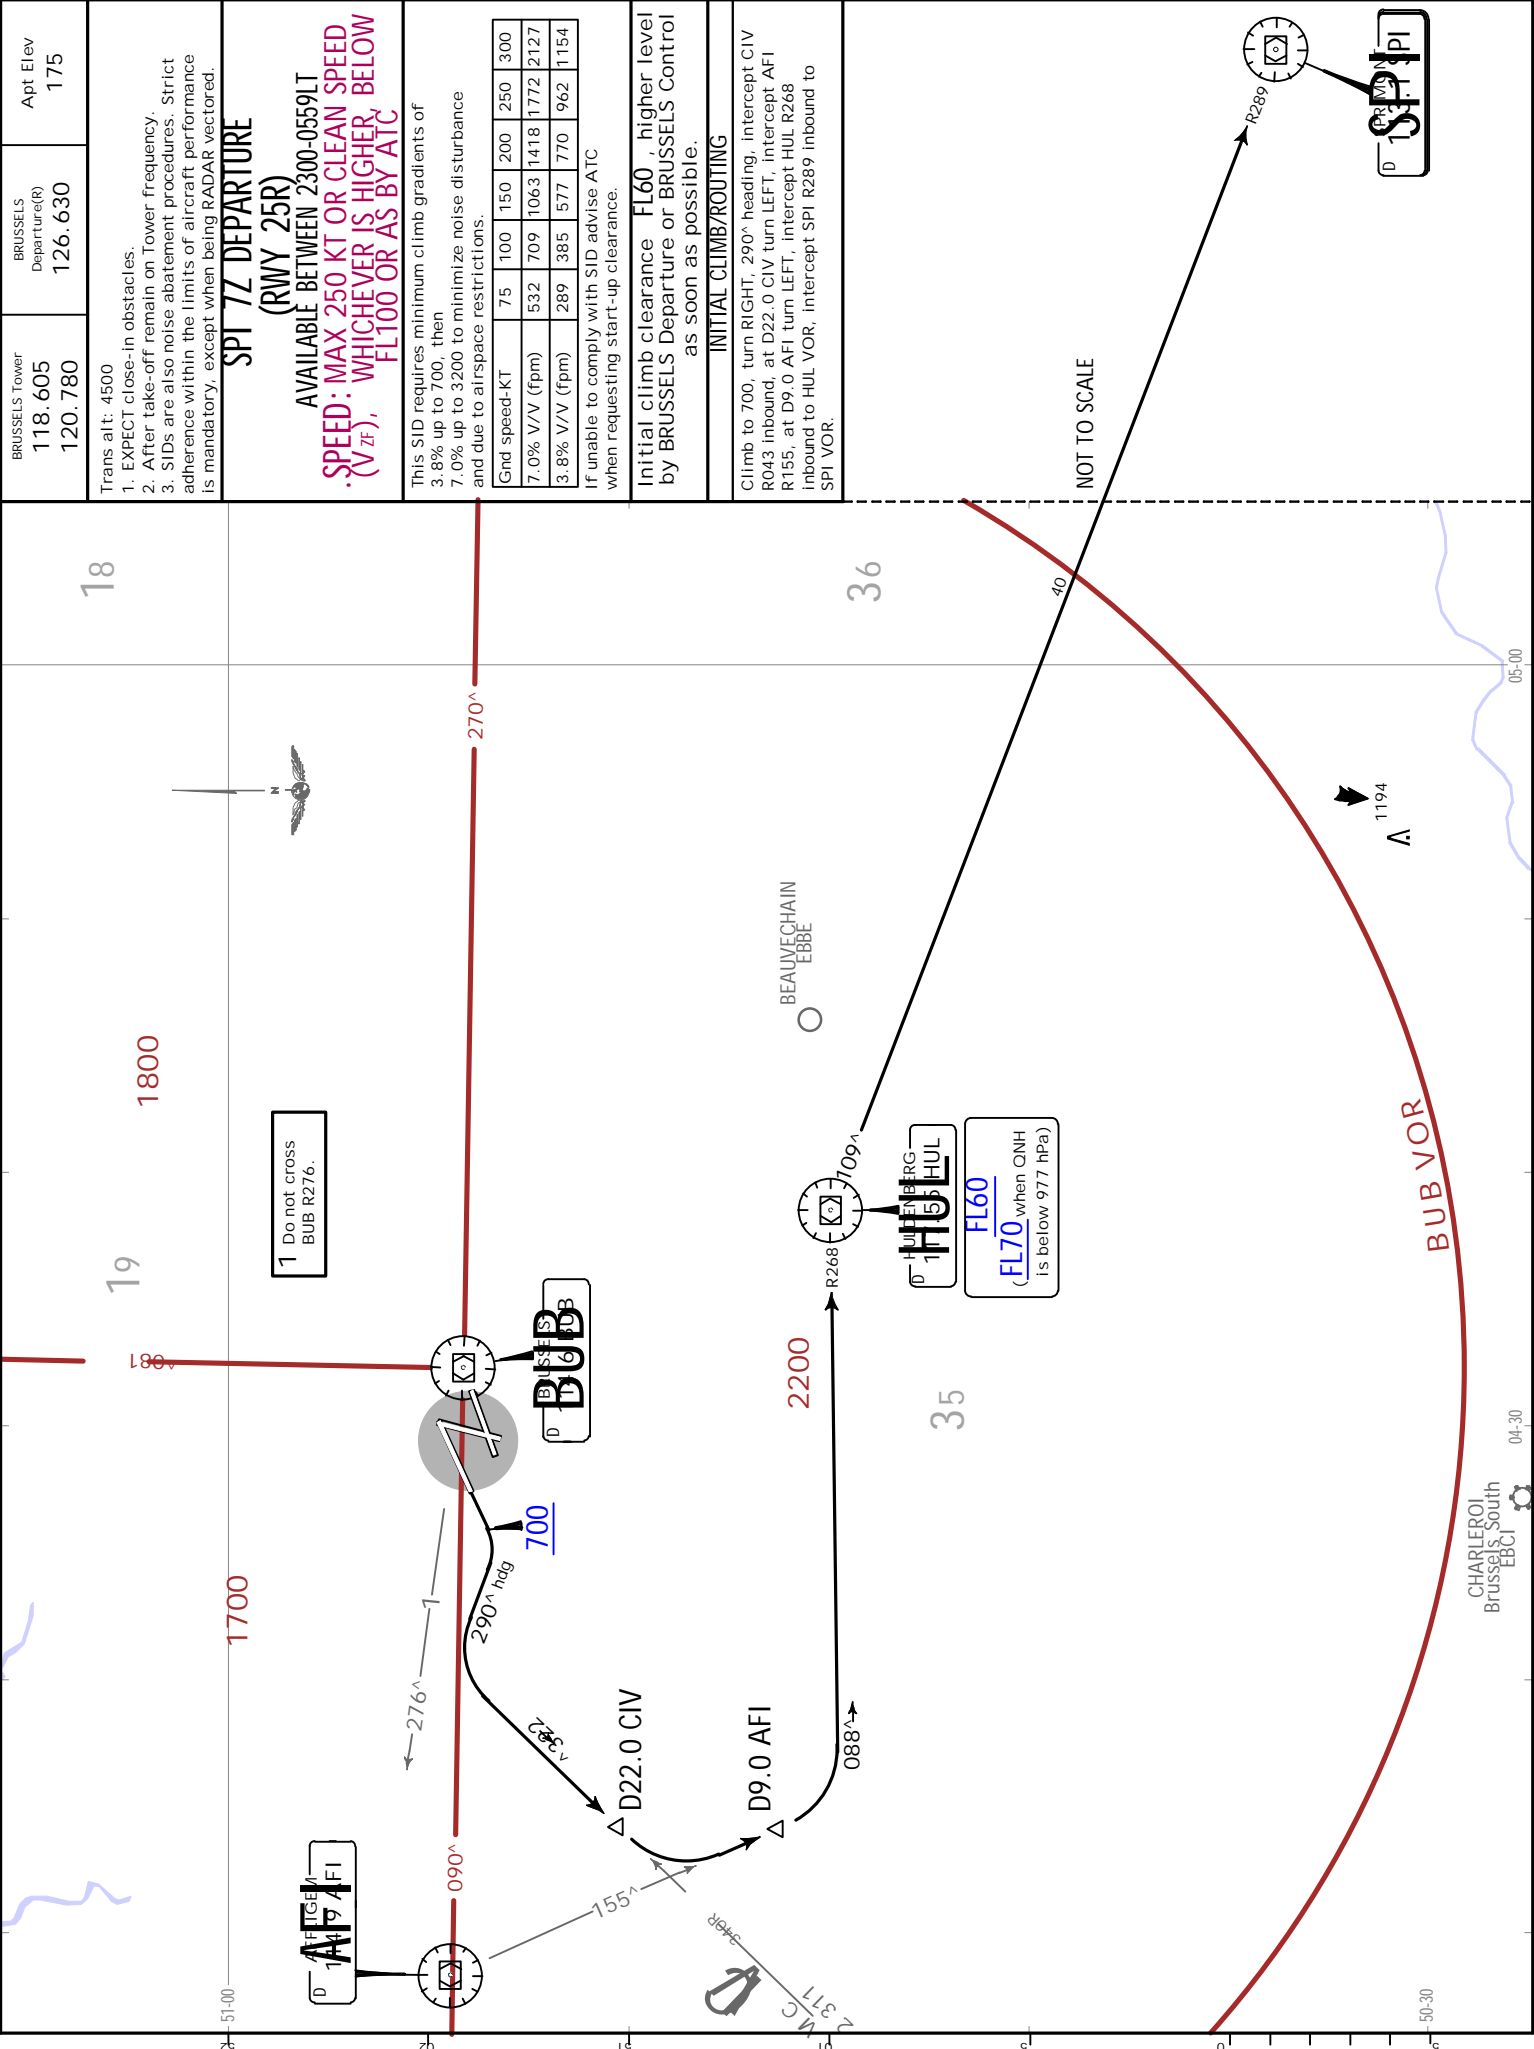 BRUSSELS Tower
118.605
120.780
BRUSSELS
Departure(R)
126.630
Apt Elev
175
Trans alt: 4500
1. EXPECT close-in obstacles.
2. After take-off remain on Tower frequency.
3. SIDs are also noise abatement procedures. Strict
adherence within the limits of aircraft performance
is mandatory, except when being RADAR vectored.
SPI 7Z DEPARTURE
(RWY 25R)
AVAILABLE BETWEEN 2300-0559LT
.SPEED: MAX 250 KT OR CLEAN SPEED
(VZF), WHICHEVER IS HIGHER, BELOW
FL100 OR AS BY ATC
This SID requires minimum climb gradients of
3.8% up to 700, then
7.0% up to 3200 to minimize noise disturbance
and due to airspace restrictions.
Gnd speed-KT 75 100 150 200 250 300
7.0% V/V (fpm) 532 709 1063 1418 1772 2127
3.8% V/V (fpm) 289 385 577 770 962 1154
If unable to comply with SID advise ATC
when requesting start-up clearance.
Initial climb clearance FL60 , higher level
by BRUSSELS Departure or BRUSSELS Control
as soon as possible.
INITIAL CLIMB/ROUTING
Climb to 700, turn RIGHT, 290^ heading, intercept CIV
R043 inbound, at D22.0 CIV turn LEFT, intercept AFI
R155, at D9.0 AFI turn LEFT, intercept HUL R268
inbound to HUL VOR, intercept SPI R289 inbound to
SPI VOR.
NOT TO SCALE
R289
D
SPI
40
18
36
270^
N
1800
19
1 Do not cross
BUB R276.
BEAUVECHAIN
EBBE
109^
R268
D
HUL
FL60
(FL70 when QNH
is below 977 hPa)
1194
05-00
BUB VOR
D
BRUSSELS
BUB
2200
35
04-30
CHARLEROI
Brussels South
EBCI
1700
700
290^ hdg
1
276^
D22.0 CIV
D9.0 AFI
088^
090^
D
AFI
155^
51-00
50-30